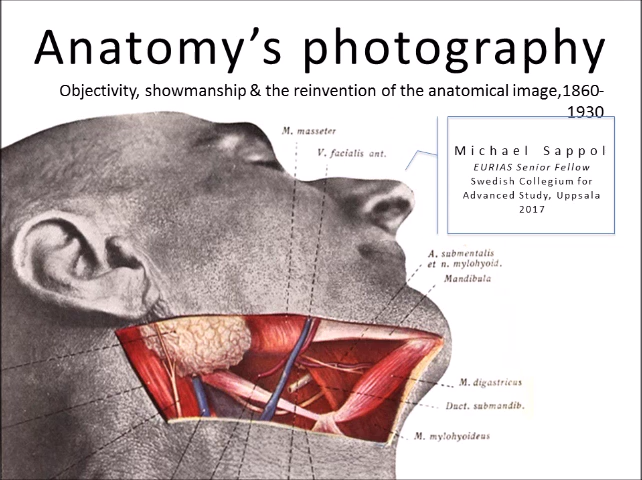 Anatomy's photography
Objectivity, showmanship & the reinvention of the anatomical image,1860-
1930
M. masseter
V. facialis ant.
Michael Sappol
EURIAS Senior Fellow
Swedish Collegium for
Advanced Study, Uppsala
2017
A. submentalis
et n. mylohyoid.
Mandibula
M. digastricus
Duct. submandib.
M. mylohyoideus